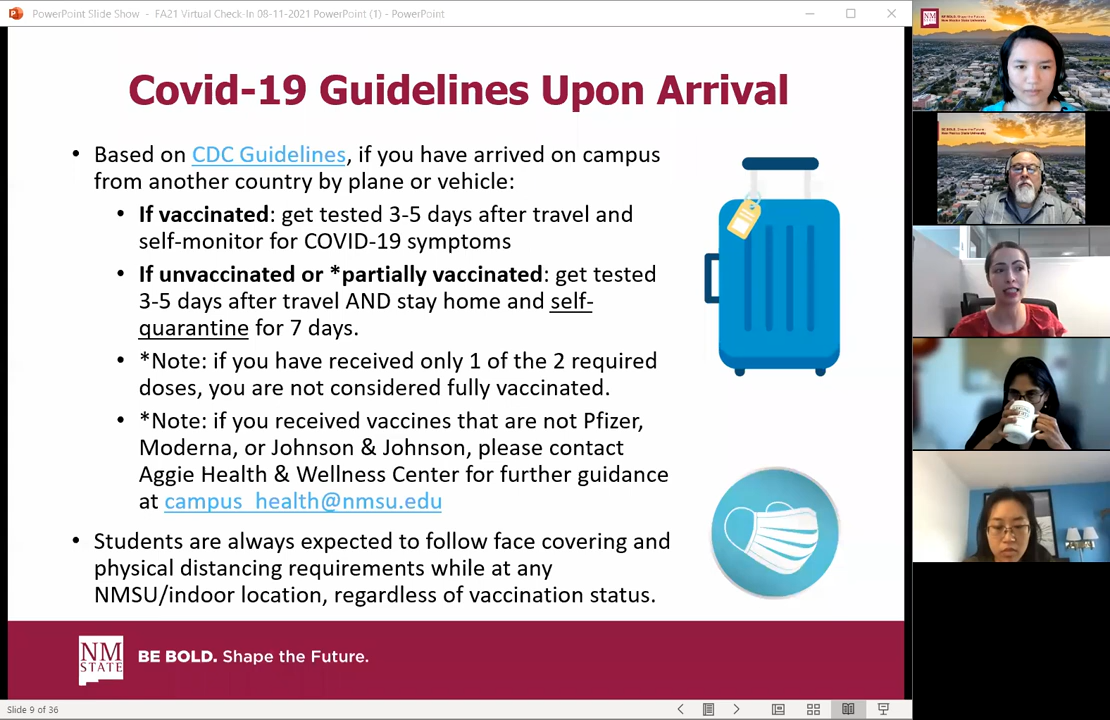 PowerPoint Slide Show - FA21 Virtual Check-In 08-11-2021 PowerPoint (1) - PowerPoint
Covid-19 Guidelines Upon Arrival
• Based on CDC Guidelines, if you have arrived on campus
from another country by plane or vehicle:
• If vaccinated: get tested 3-5 days after travel and
self-monitor for COVID-19 symptoms
• If unvaccinated or *partially vaccinated: get tested
3-5 days after travel AND stay home and self-
quarantine for 7 days.
• *Note: if you have received only 1 of the 2 required
doses, you are not considered fully vaccinated.
• *Note: if you received vaccines that are not Pfizer,
Moderna, or Johnson & Johnson, please contact
Aggie Health & Wellness Center for further guidance
at campus_health@nmsu.edu
• Students are always expected to follow face covering and
physical distancing requirements while at any
NMSU/indoor location, regardless of vaccination status.
NM
STATE
BE BOLD. Shape the Future.
Slide 9 of 36
NM
BE BOLD. Shape the Future.